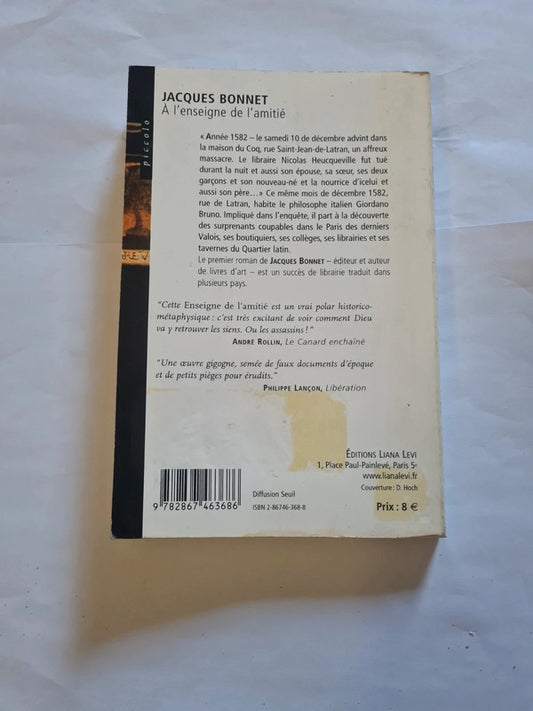 JACQUES BONNET
À l'enseigne de l'amitié
piccolo
« Année 1582 – le samedi 10 de décembre advint dans
la maison du Coq, rue Saint-Jean-de-Latran, un affreux
massacre. Le libraire Nicolas Heucqueville fut tué
durant la nuit et aussi son épouse, sa sœur, ses deux
garçons et son nouveau-né et la nourrice d'icelui et
aussi son père... » Ce même mois de décembre 1582,
rue de Latran, habite le philosophe italien Giordano
Bruno. Impliqué dans l'enquête, il part à la découverte
des surprenants coupables dans le Paris des derniers
Valois, ses boutiquiers, ses collèges, ses librairies et ses
tavernes du Quartier latin.
Le premier roman de JACQUES BONNET – éditeur et auteur
de livres d'art – est un succès de librairie traduit dans
plusieurs pays.
"Cette Enseigne de l'amitié est un vrai polar historico-
métaphysique : c'est très excitant de voir comment Dieu
va y retrouver les siens. Ou les assassins !"
ANDRÉ ROLLIN, Le Canard enchaîné
"Une œuvre gigogne, semée de faux documents d'époque
et de petits pièges pour érudits."
PHILIPPE LANÇON, Libération
ÉDITIONS LIANA LEVI
1, Place Paul-Painlevé, Paris 5e
www.lianalevi.fr
Couverture : D. Hoch
Diffusion Seuil
ISBN 2-86746-368-8
Prix : 8 €
9 782867 463686